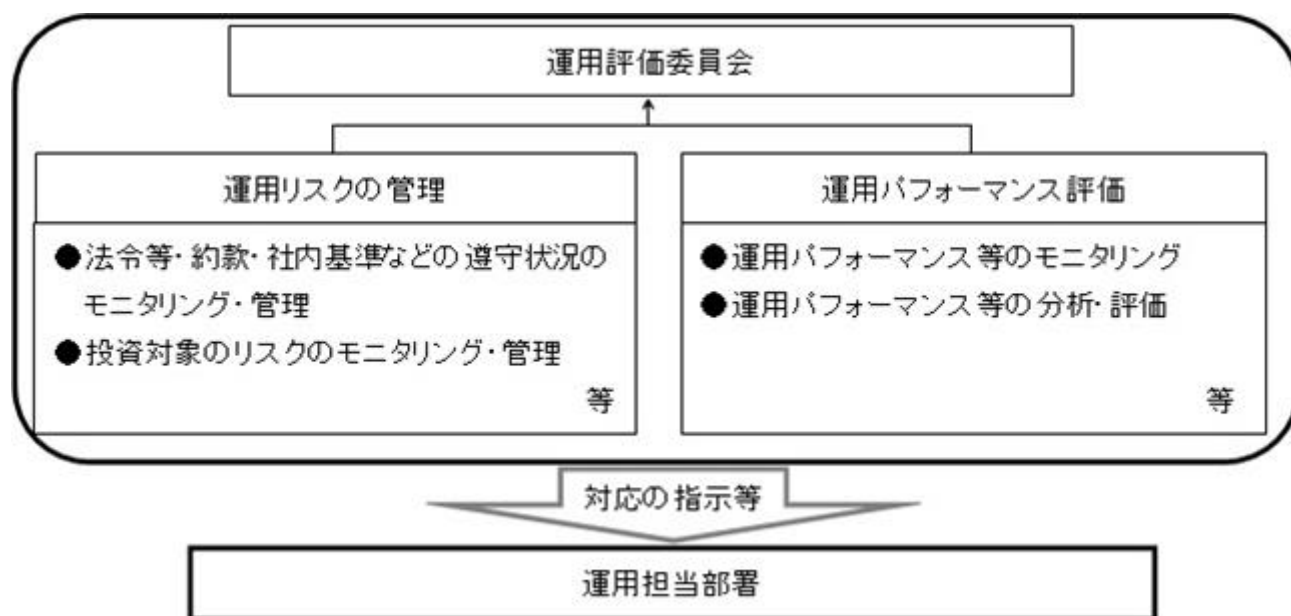 運用評価委員会
運用リスクの管理
●法令等・約款・社内基準などの遵守状況の
モニタリング・管理
●投資対象のリスクのモニタリング・管理
等
運用パフォーマンス評価
●運用パフォーマンス等のモニタリング
●運用パフォーマンス等の分析・評価
等
対応の指示等
運用担当部署